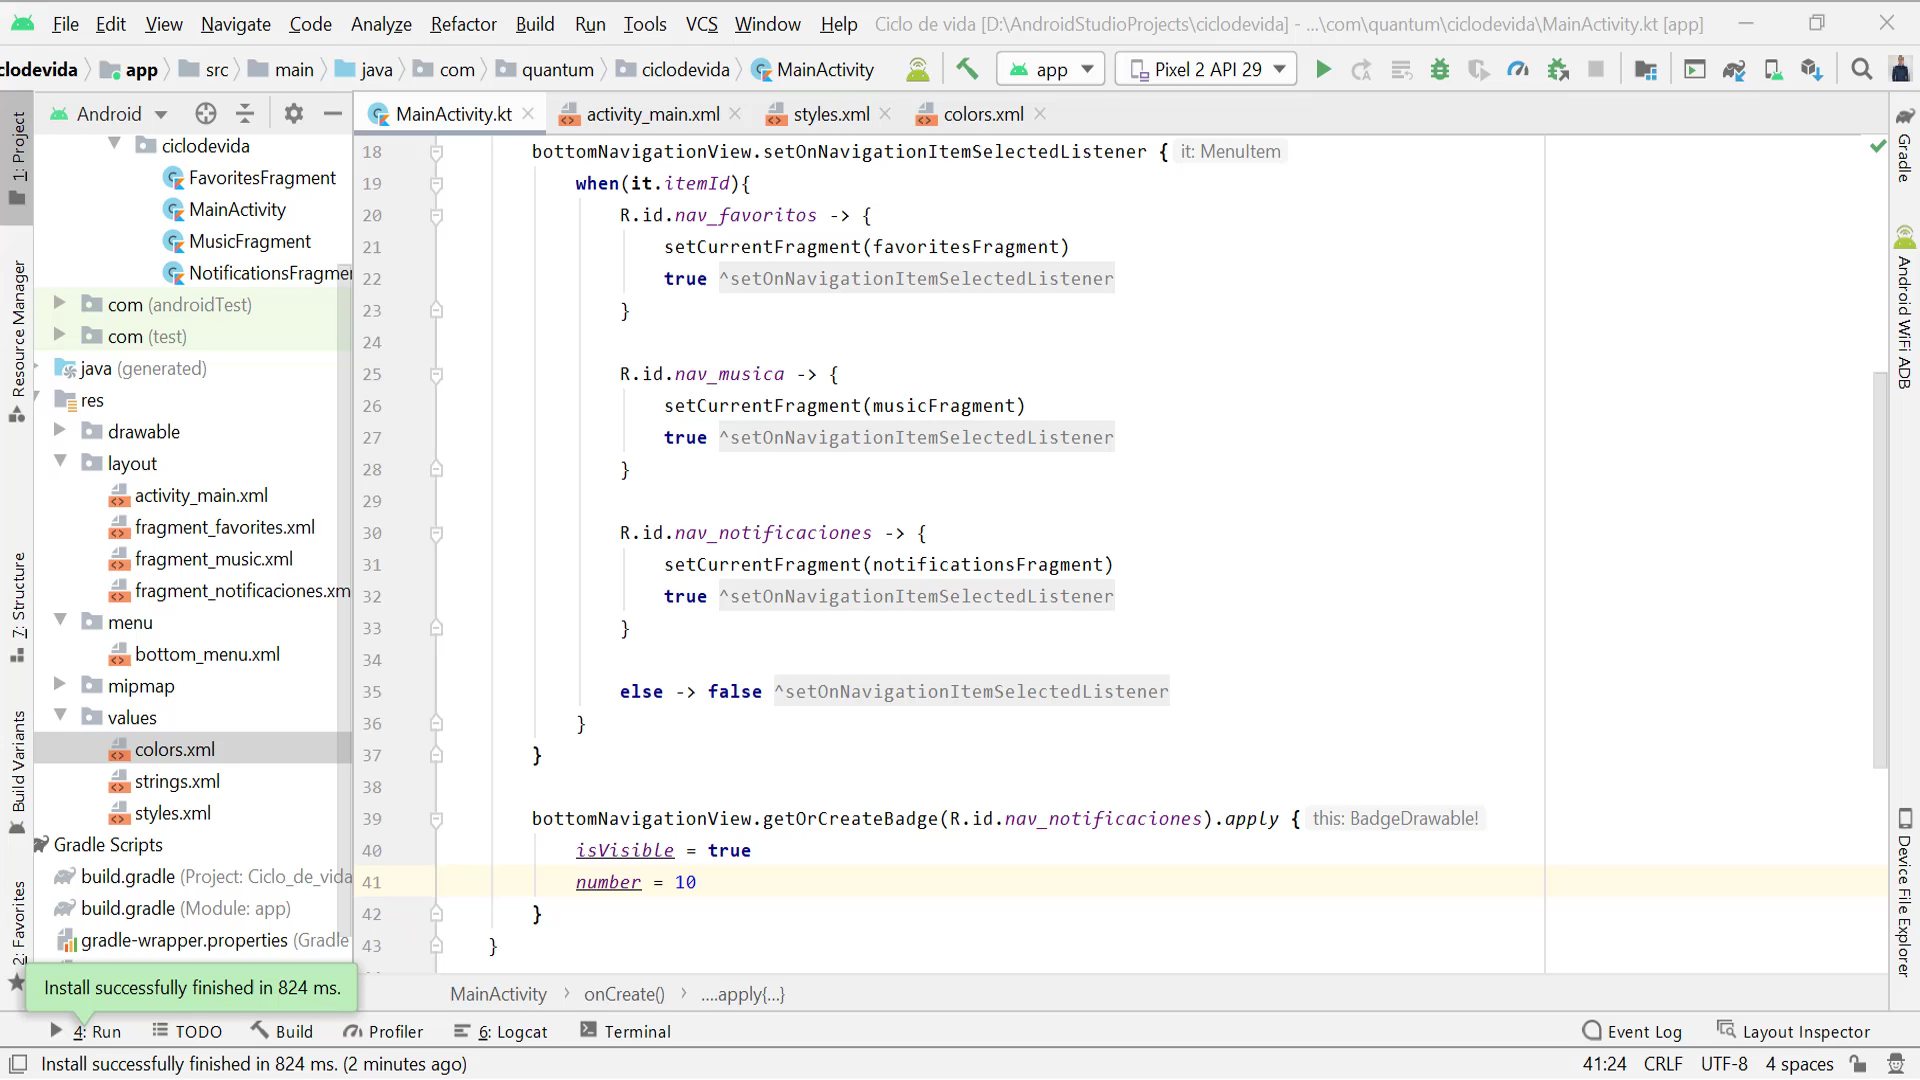 File Edit View Navigate Code Analyze Refactor Build Run Tools VCS Window Help Ciclo de vida [D:\AndroidStudioProjects\ciclodevida] - ...\com\quantum\ciclodevida\MainActivity.kt [app]
clodevida app src main java com quantum ciclodevida MainActivity app Pixel 2 API 29
Android MainActivity.kt activity_main.xml styles.xml colors.xml
1: Project
Resource Manager
7: Structure
Build Variants
2: Favorites
ciclodevida
FavoritesFragment
MainActivity
MusicFragment
NotificationsFragme
com (androidTest)
com (test)
java (generated)
res
drawable
layout
activity_main.xml
fragment_favorites.xml
fragment_music.xml
fragment_notificaciones.xm
menu
bottom_menu.xml
mipmap
values
colors.xml
strings.xml
styles.xml
Gradle Scripts
build.gradle (Project: Ciclo_de_vida
build.gradle (Module: app)
gradle-wrapper.properties (Gradle
18 bottomNavigationView.setOnNavigationItemSelectedListener { it: MenuItem
19 when(it.itemId){
20 R.id.nav_favoritos -> {
21 setCurrentFragment(favoritesFragment)
22 true ^setOnNavigationItemSelectedListener
23 }
24
25 R.id.nav_musica -> {
26 setCurrentFragment(musicFragment)
27 true ^setOnNavigationItemSelectedListener
28 }
29
30 R.id.nav_notificaciones -> {
31 setCurrentFragment(notificationsFragment)
32 true ^setOnNavigationItemSelectedListener
33 }
34
35 else -> false ^setOnNavigationItemSelectedListener
36 }
37 }
38
39 bottomNavigationView.getOrCreateBadge(R.id.nav_notificaciones).apply { this: BadgeDrawable!
40 isVisible = true
41 number = 10
42 }
43 }
Gradle
Android WiFi ADB
Device File Explorer
Install successfully finished in 824 ms.
MainActivity › onCreate() › ....apply{...}
4: Run TODO Build Profiler 6: Logcat Terminal Event Log Layout Inspector
Install successfully finished in 824 ms. (2 minutes ago) 41:24 CRLF UTF-8 4 spaces